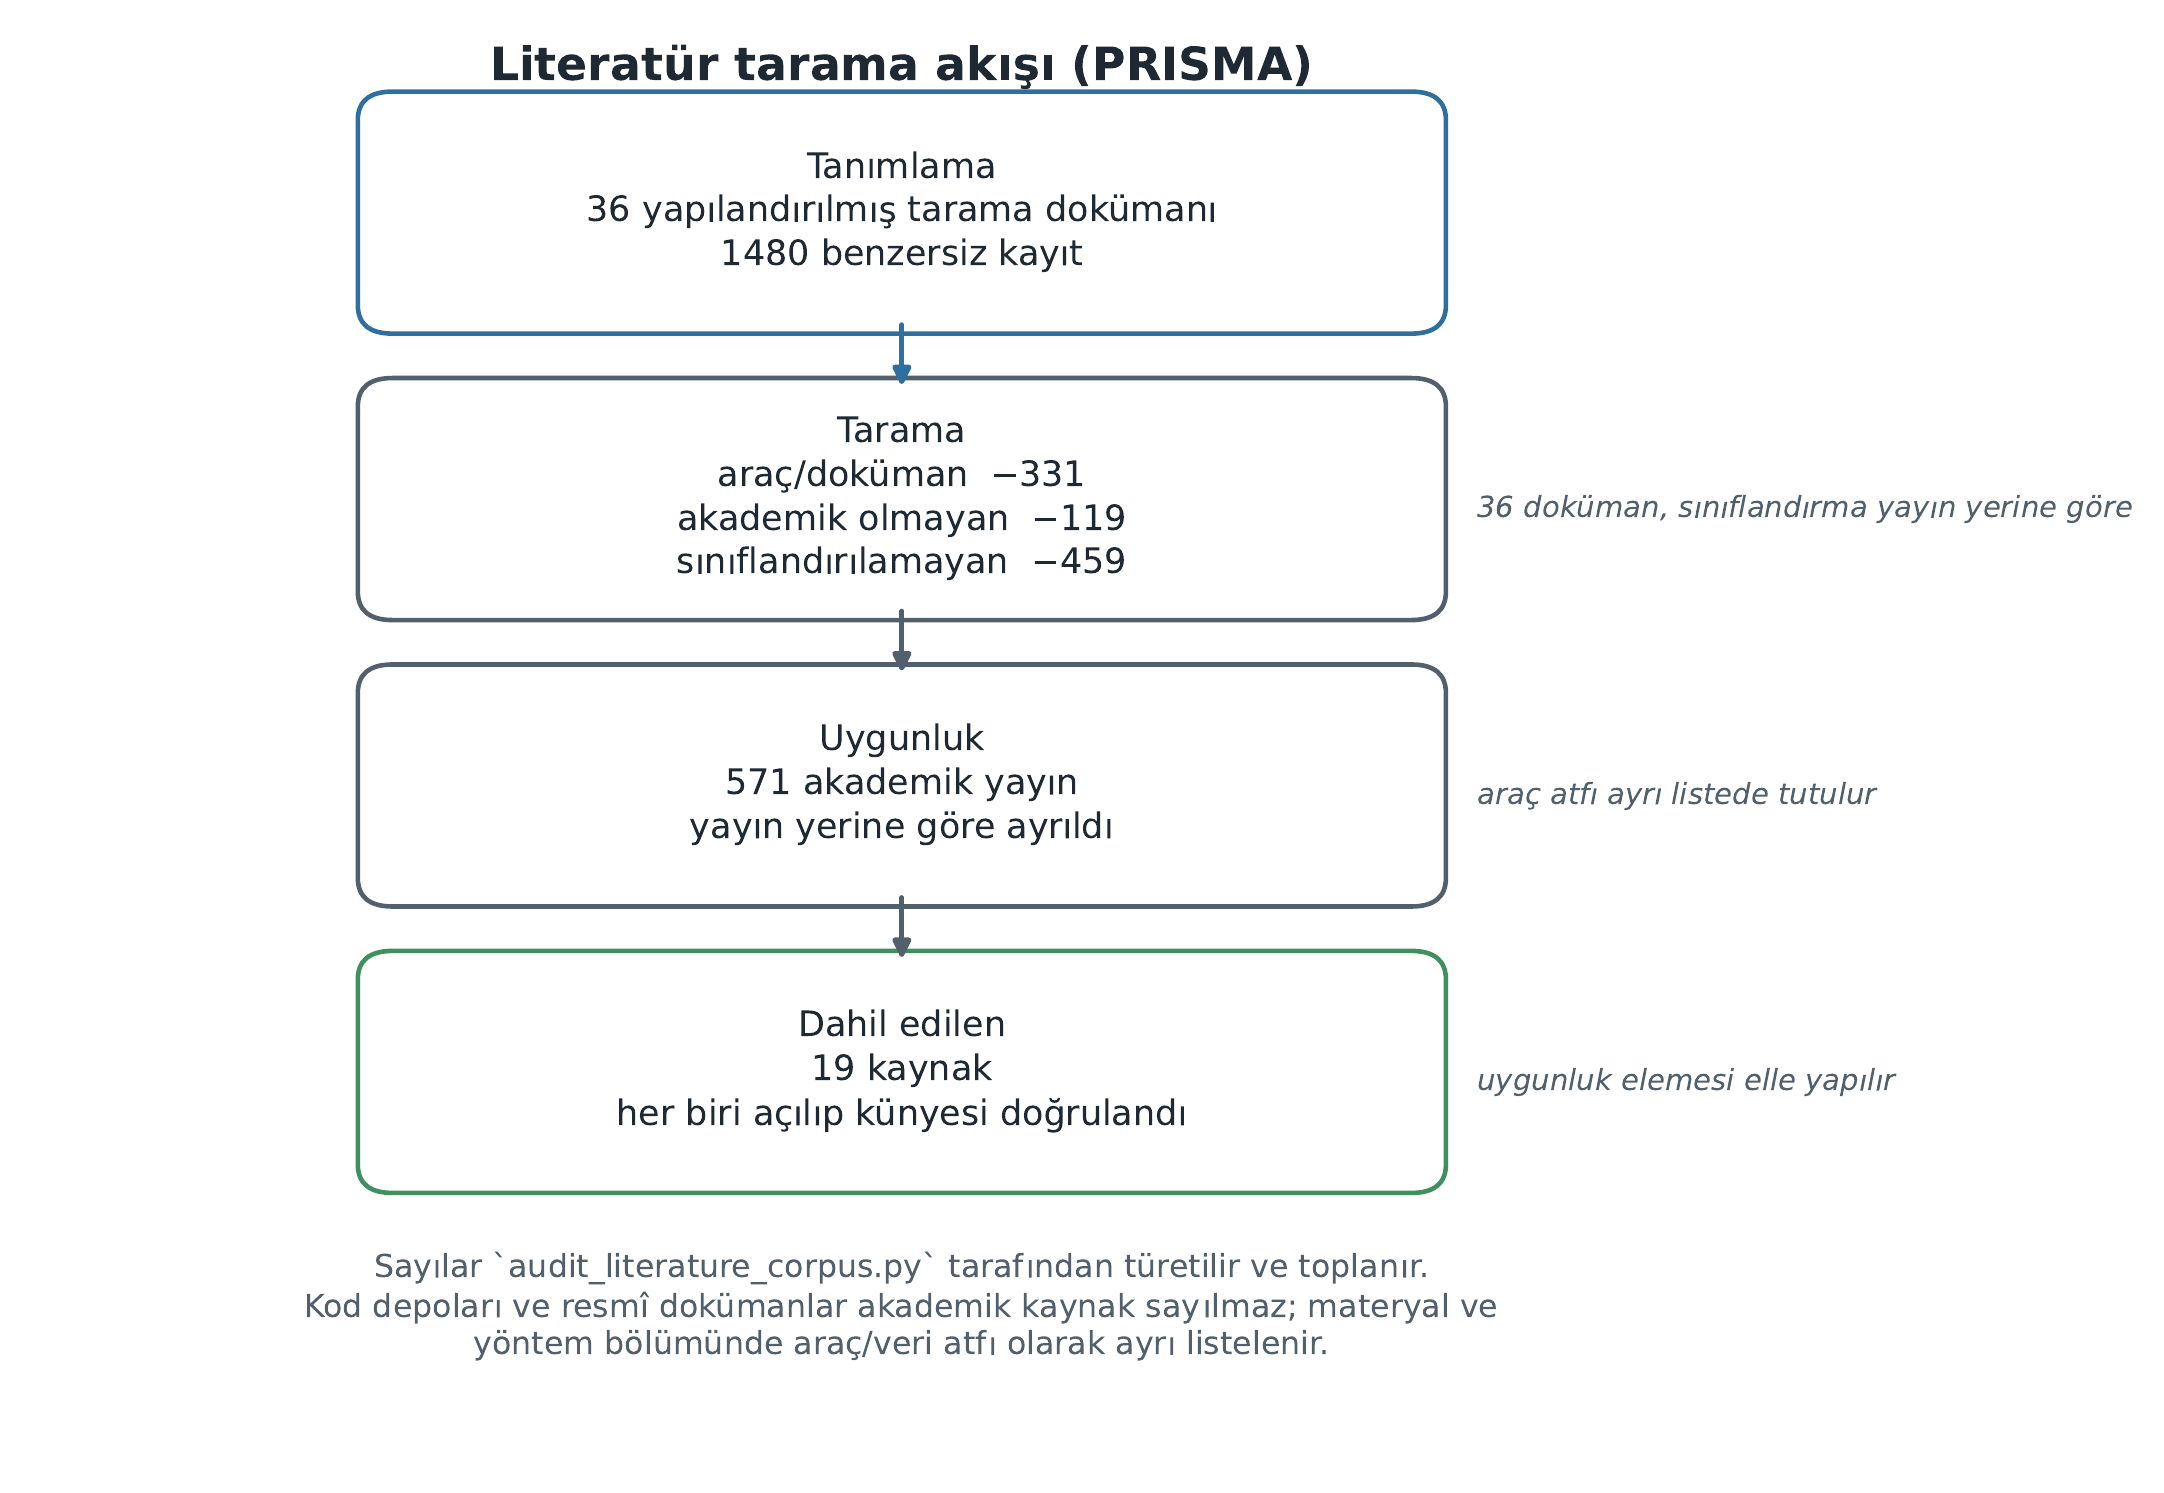 Literatür tarama akışı (PRISMA)
Tanımlama
36 yapılandırılmış tarama dokümanı
1480 benzersiz kayıt
Tarama
araç/doküman −331
akademik olmayan −119
sınıflandırılamayan −459
36 doküman, sınıflandırma yayın yerine göre
Uygunluk
571 akademik yayın
yayın yerine göre ayrıldı
araç atfı ayrı listede tutulur
Dahil edilen
19 kaynak
her biri açılıp künyesi doğrulandı
uygunluk elemesi elle yapılır
Sayılar `audit_literature_corpus.py` tarafından türetilir ve toplanır.
Kod depoları ve resmî dokümanlar akademik kaynak sayılmaz; materyal ve
yöntem bölümünde araç/veri atfı olarak ayrı listelenir.